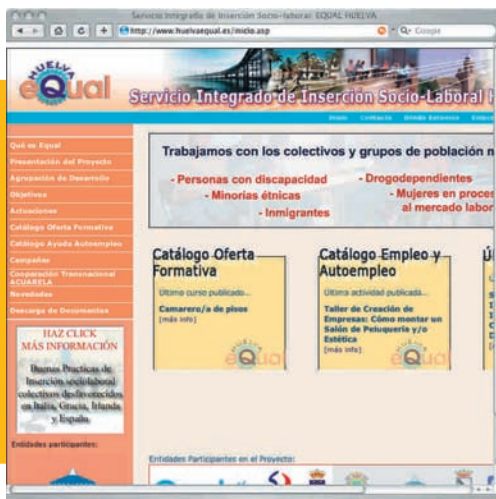 Servicio Integrado de Inserción Socio-laboral. EQUAL HUELVA
http://www.huelvaequal.es/inicio.asp
Google
HUELVA
eQual
Servicio Integrado de Inserción Socio-Laboral H
Inicio Contacto Dónde Estamos
Qué es Equal
Presentación del Proyecto
Agrupación de Desarrollo
Objetivos
Actuaciones
Catálogo Oferta Formativa
Catálogo Ayuda Autoempleo
Campañas
Cooperación Transnacional
ACUARELA
Novedades
Descarga de Documentos
HAZ CLICK
MÁS INFORMACIÓN
Buenas Practicas de
Inserción sociolaboral
colectivos desfavorecidos
en Italia, Grecia, Irlanda
y España
Entidades participantes:
Trabajamos con los colectivos y grupos de población n
- Personas con discapacidad
- Minorías étnicas
- Inmigrantes
- Drogodependientes
- Mujeres en proce
al mercado labor
Catálogo Oferta
Formativa
Último curso publicado...
Camarero/a de pisos
[más info]
eQual
Catálogo Empleo y
Autoempleo
Última actividad publicada...
Taller de Creación de
Empresas: Cómo montar un
Salón de Peluquería y/o
Estética
[más info]
eQual
Entidades Participantes en el Proyecto: